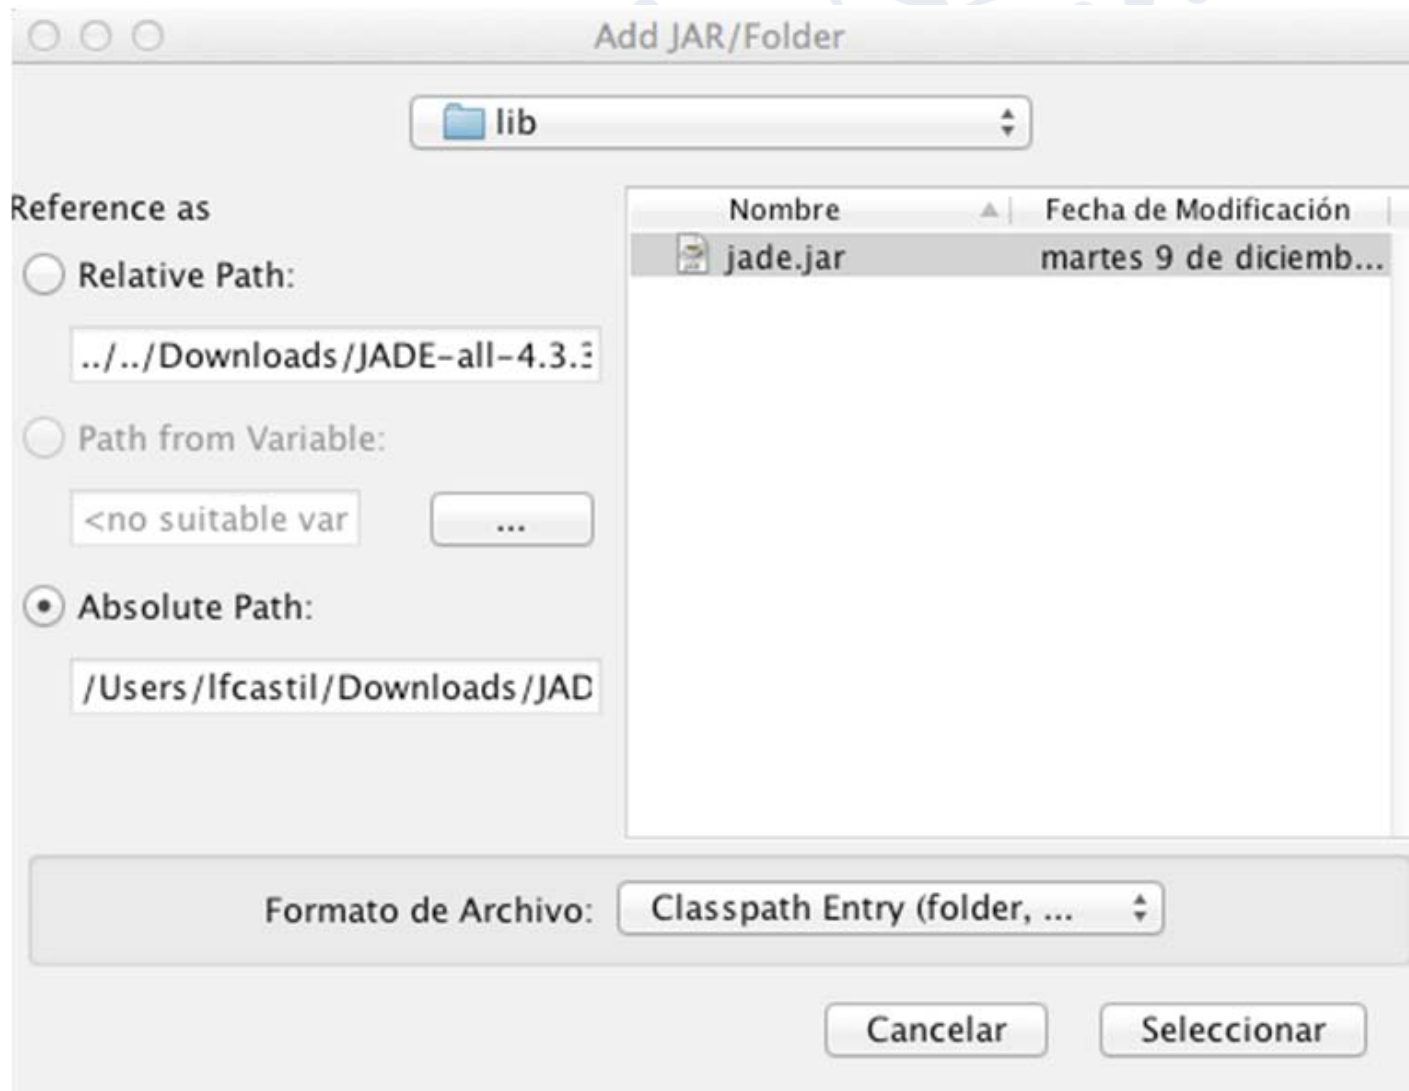 Add JAR/Folder
lib
Reference as
Relative Path:
../../Downloads/JADE-all-4.3.3
Path from Variable:
<no suitable var
...
Absolute Path:
/Users/lfcastil/Downloads/JAD
Nombre Fecha de Modificación
jade.jar martes 9 de diciemb...
Formato de Archivo: Classpath Entry (folder, ...
Cancelar Seleccionar